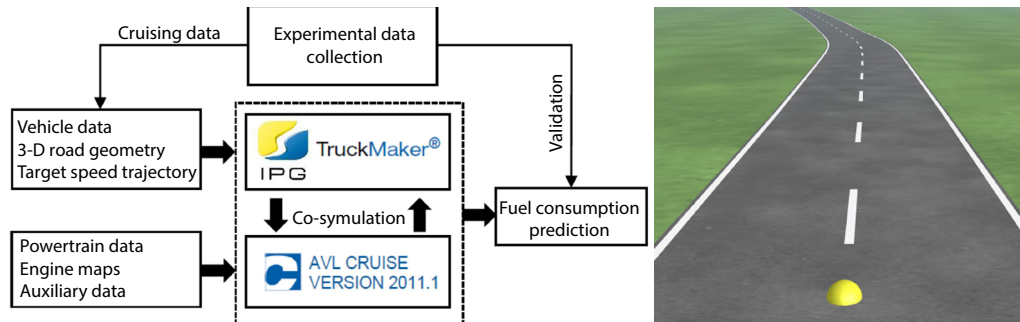 Cruising data
Experimental data
collection
Validation
Vehicle data
3-D road geometry
Target speed trajectory
IPG
TruckMaker®
Co-symulation
Fuel consumption
prediction
Powertrain data
Engine maps
Auxiliary data
AVL CRUISE
VERSION 2011.1